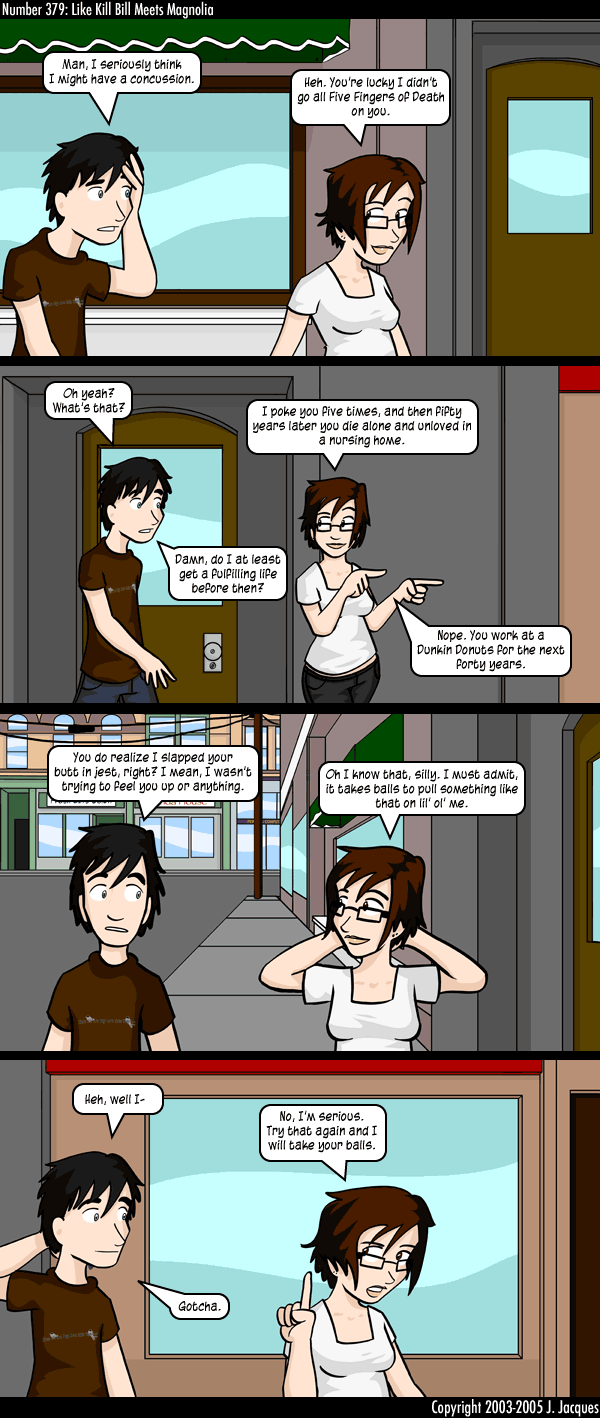 Number 379: Like Kill Bill Meets Magnolia
Man, I seriously think
I might have a concussion.
Heh. You're lucky I didn't
go all Five Fingers of Death
on you.
Oh yeah?
What's that?
I poke you five times, and then fifty
years later you die alone and unloved in
a nursing home.
Damn, do I at least
get a fulfilling life
before then?
Nope. You work at a
Dunkin Donuts for the next
forty years.
You do realize I slapped your
butt in jest, right? I mean, I wasn't
trying to feel you up or anything.
Oh I know that, silly. I must admit,
it takes balls to pull something like
that on lil' ol' me.
Heh, well I-
No, I'm serious.
Try that again and I
will take your balls.
Gotcha.
Copyright 2003-2005 J. Jacques